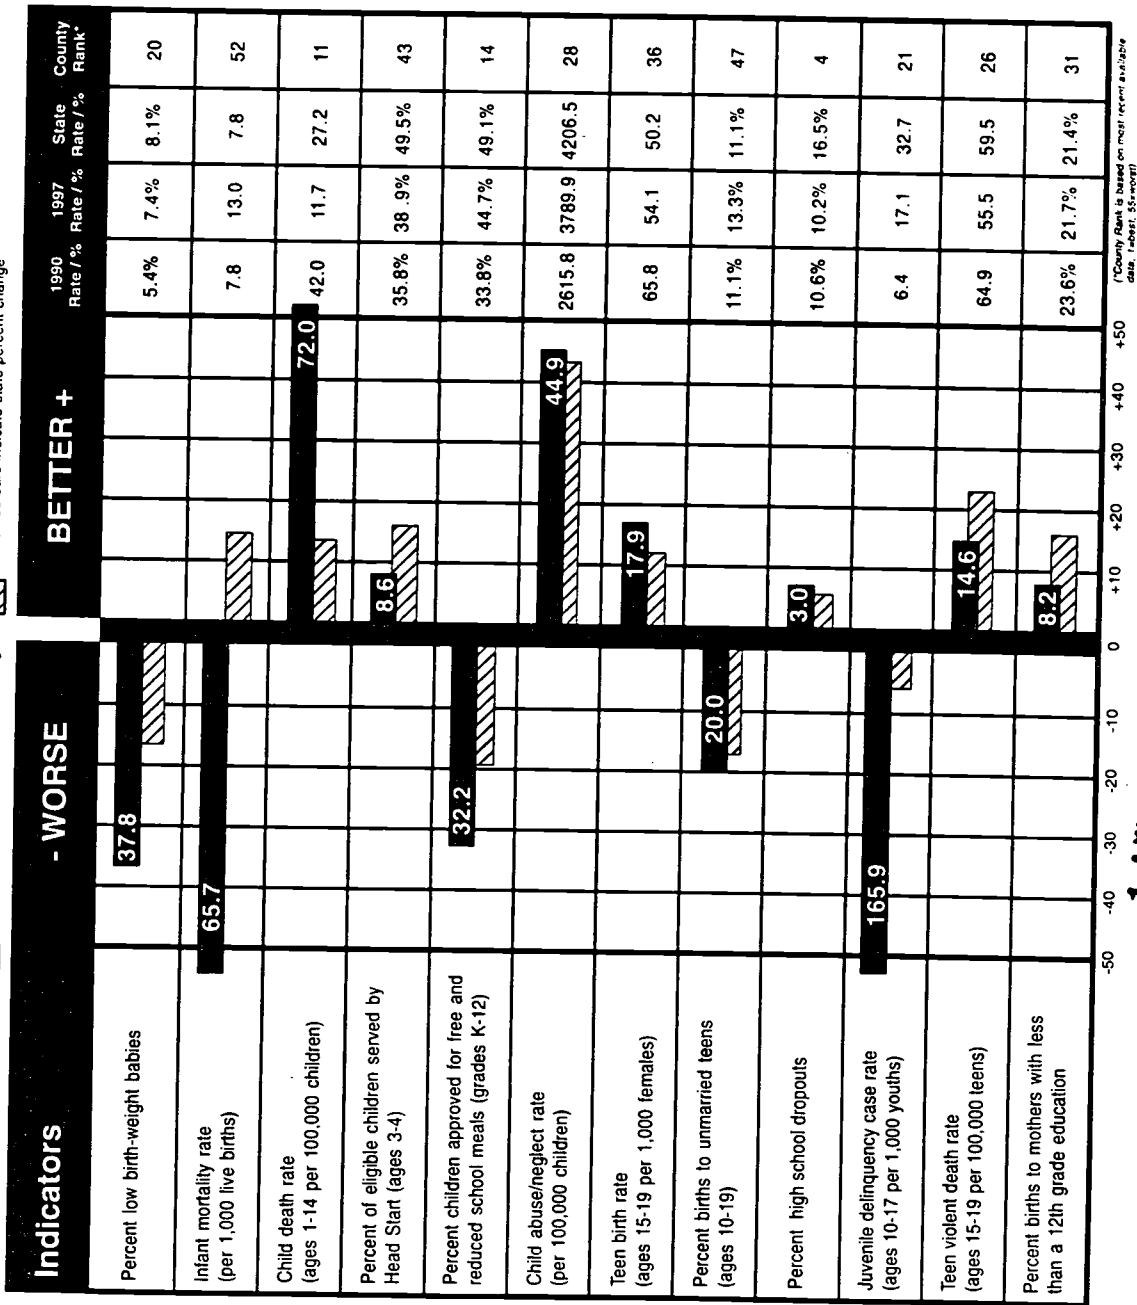 Indicators - WORSE BETTER + 1990 Rate / % 1997 Rate / % State Rate / % County Rank*
Percent low birth-weight babies 37.8 5.4% 7.4% 8.1% 20
Infant mortality rate
(per 1,000 live births) 65.7 7.8 13.0 7.8 52
Child death rate
(ages 1-14 per 100,000 children) 72.0 42.0 11.7 27.2 11
Percent of eligible children served by
Head Start (ages 3-4) 8.6 35.8% 38.9% 49.5% 43
Percent children approved for free and
reduced school meals (grades K-12) 32.2 33.8% 44.7% 49.1% 14
Child abuse/neglect rate
(per 100,000 children) 44.9 2615.8 3789.9 4206.5 28
Teen birth rate
(ages 15-19 per 1,000 females) 17.9 65.8 54.1 50.2 36
Percent births to unmarried teens
(ages 10-19) 20.0 11.1% 13.3% 11.1% 47
Percent high school dropouts 3.0 10.6% 10.2% 16.5% 4
Juvenile delinquency case rate
(ages 10-17 per 1,000 youths) 165.9 6.4 17.1 32.7 21
Teen violent death rate
(ages 15-19 per 100,000 teens) 14.6 64.9 55.5 59.5 26
Percent births to mothers with less
than a 12th grade education 8.2 23.6% 21.7% 21.4% 31
-50 -40 -30 -20 -10 0 +10 +20 +30 +40 +50
(*County Rank is based on most recent available
data, 1=best, 55=worst)